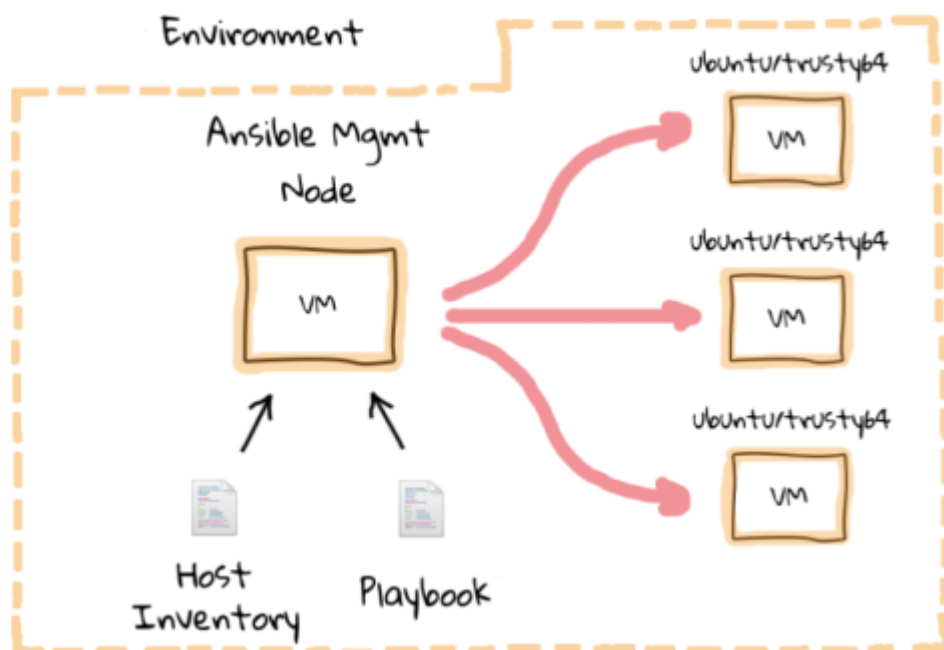 Environment
Ansible Mgmt
Node
VM
Host
Inventory
Playbook
ubuntu/trusty64
VM
ubuntu/trusty64
VM
ubuntu/trusty64
VM